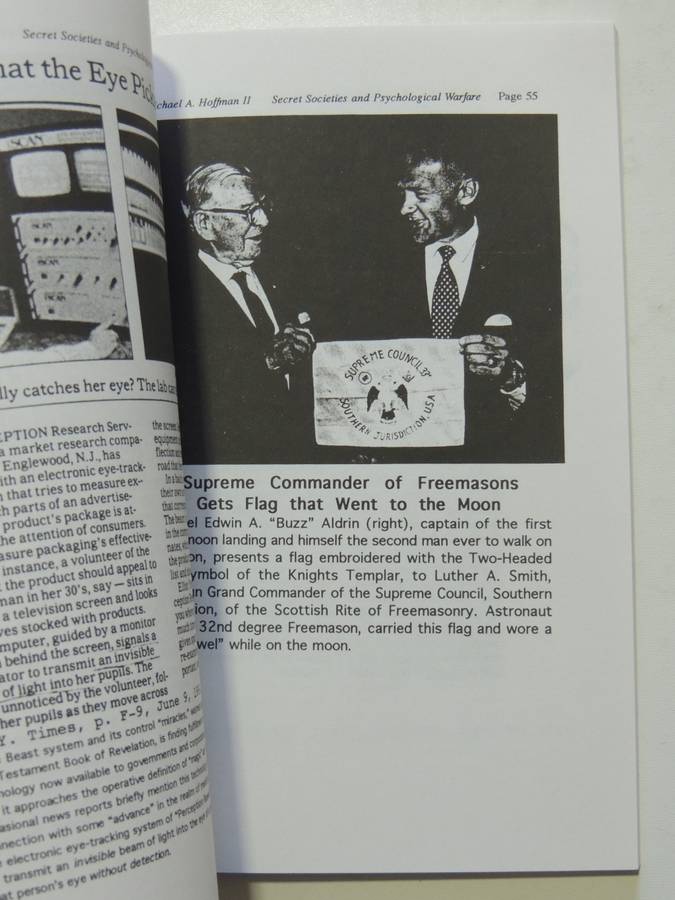 Secret Societies and
hat the Eye
ISCAN
lly catches her eye? The lab
EPTION Research Serv-
a market research compa-
Englewood, N.J., has
ith an electronic eye-track-
that tries to measure ex-
ch parts of an advertise-
product's package is at-
he attention of consumers.
asure packaging's effective-
instance, a volunteer of the
t the product should appeal to
man in her 30's, say — sits in
a television screen and looks
ves stocked with products.
mputer, guided by a monitor
behind the screen, signals a
ator to transmit an invisible
of light into her pupils. The
unnoticed by the volunteer, fol-
her pupils as they move across
Y. Times, p. F-9, June 9,
Beast system and its control "miracles,"
Testament Book of Revelation, is finding
nology now available to governments and
it approaches the operative definition of "magic"
asional news reports briefly mention this
nnection with some "advance" in the realm of
electronic eye-tracking system of "Perception
transmit an invisible beam of light into the eye
at person's eye without detection.
the screen
chael A. Hoffman II Secret Societies and Psychological Warfare Page 55
SUPREME COUNCIL 33°
SOUTHERN JURISDICTION, USA
Supreme Commander of Freemasons
Gets Flag that Went to the Moon
el Edwin A. "Buzz" Aldrin (right), captain of the first
moon landing and himself the second man ever to walk on
on, presents a flag embroidered with the Two-Headed
ymbol of the Knights Templar, to Luther A. Smith,
n Grand Commander of the Supreme Council, Southern
ion, of the Scottish Rite of Freemasonry. Astronaut
32nd degree Freemason, carried this flag and wore a
wel" while on the moon.